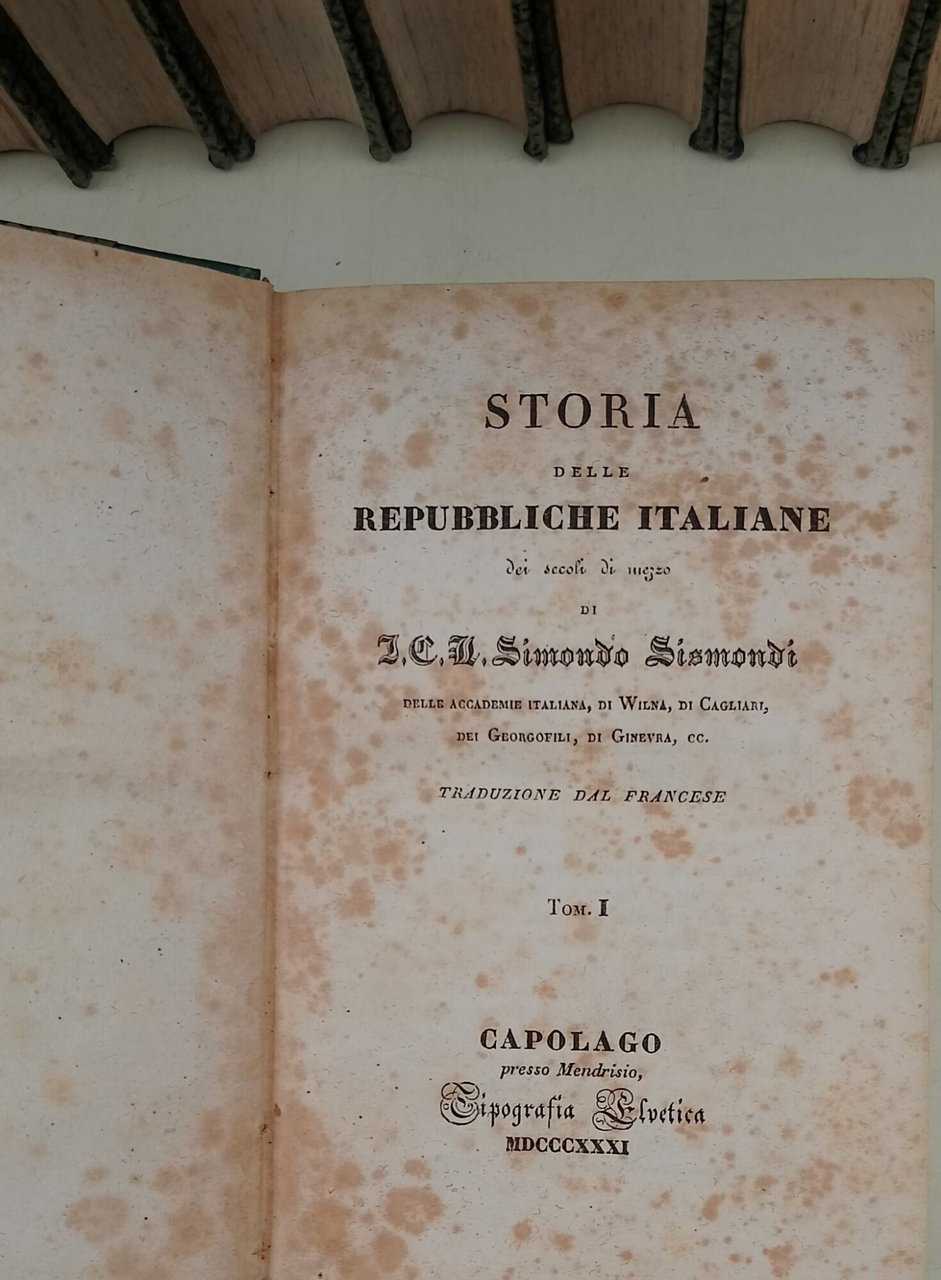 STORIA
DELLE
REPUBBLICHE ITALIANE
dei secoli di mezzo
DI
J. C. L. Simondo Sismondi
DELLE ACCADEMIE ITALIANA, DI WILNA, DI CAGLIARI,
DEI GEORGOFILI, DI GINEVRA, CC.
TRADUZIONE DAL FRANCESE
TOM. I
CAPOLAGO
presso Mendrisio,
Tipografia Elvetica
MDCCCXXXI